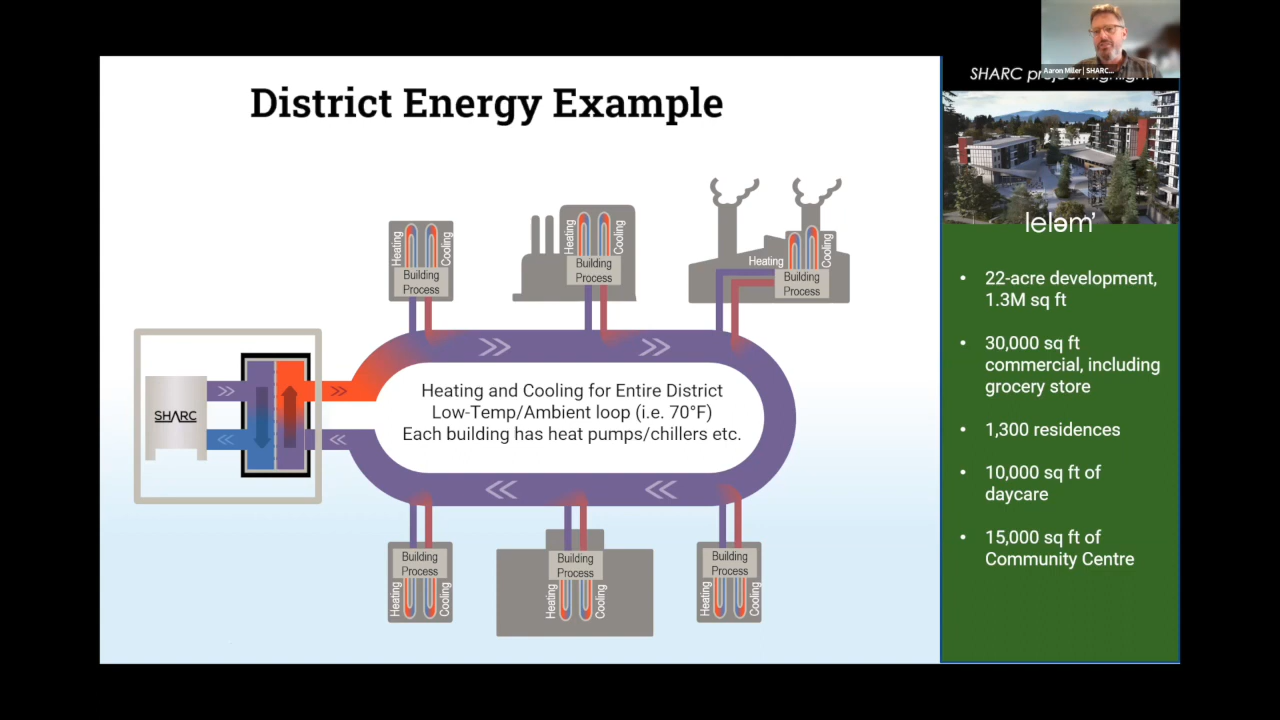 District Energy Example
Aaron Miller | SHARC...
SHARC
leləm̓
Heating
Cooling
Building
Process
Heating
Cooling
Building
Process
Heating
Cooling
Building
Process
SHARC
Heating and Cooling for Entire District
Low-Temp/Ambient loop (i.e. 70°F)
Each building has heat pumps/chillers etc.
Building
Process
Heating
Cooling
Building
Process
Heating
Cooling
Building
Process
Heating
Cooling
• 22-acre development,
1.3M sq ft
• 30,000 sq ft
commercial, including
grocery store
• 1,300 residences
• 10,000 sq ft of
daycare
• 15,000 sq ft of
Community Centre